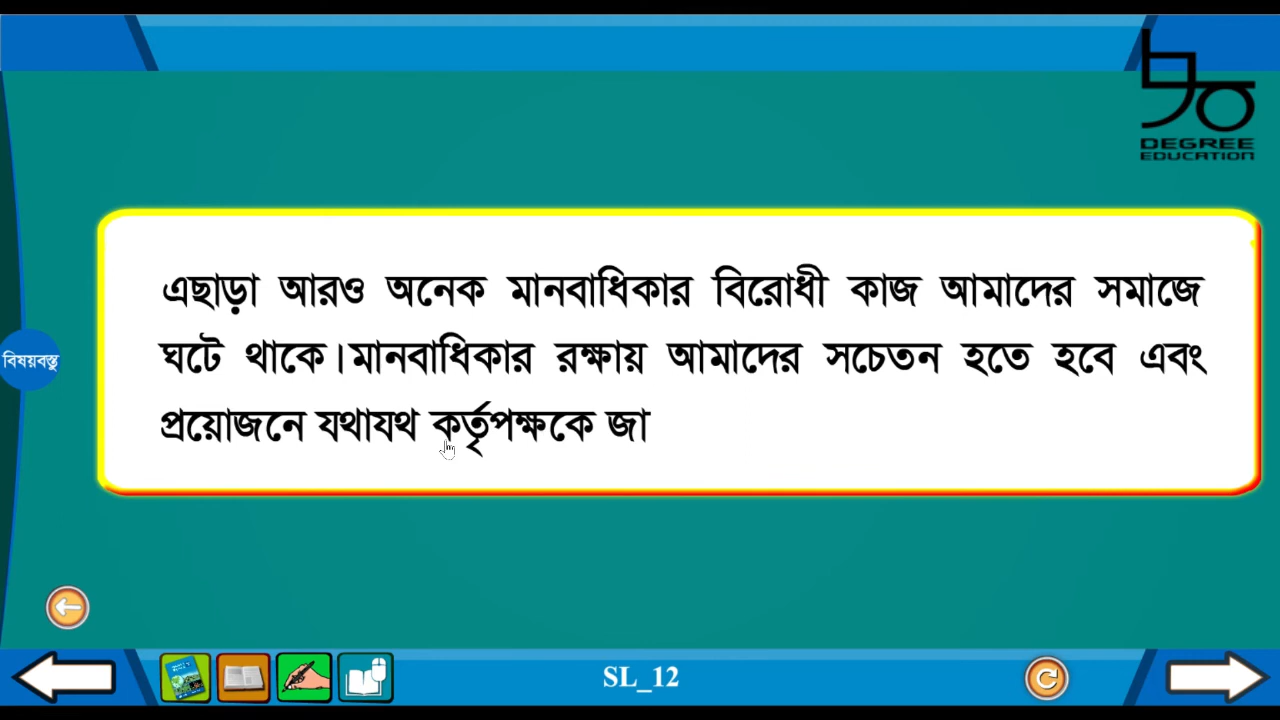 DEGREE
EDUCATION
এছাড়া আরও অনেক মানবাধিকার বিরোধী কাজ আমাদের সমাজে
ঘটে থাকে।মানবাধিকার রক্ষায় আমাদের সচেতন হতে হবে এবং
প্রয়োজনে যথাযথ কর্তৃপক্ষকে জা
বিষয়বস্তু
SL_12